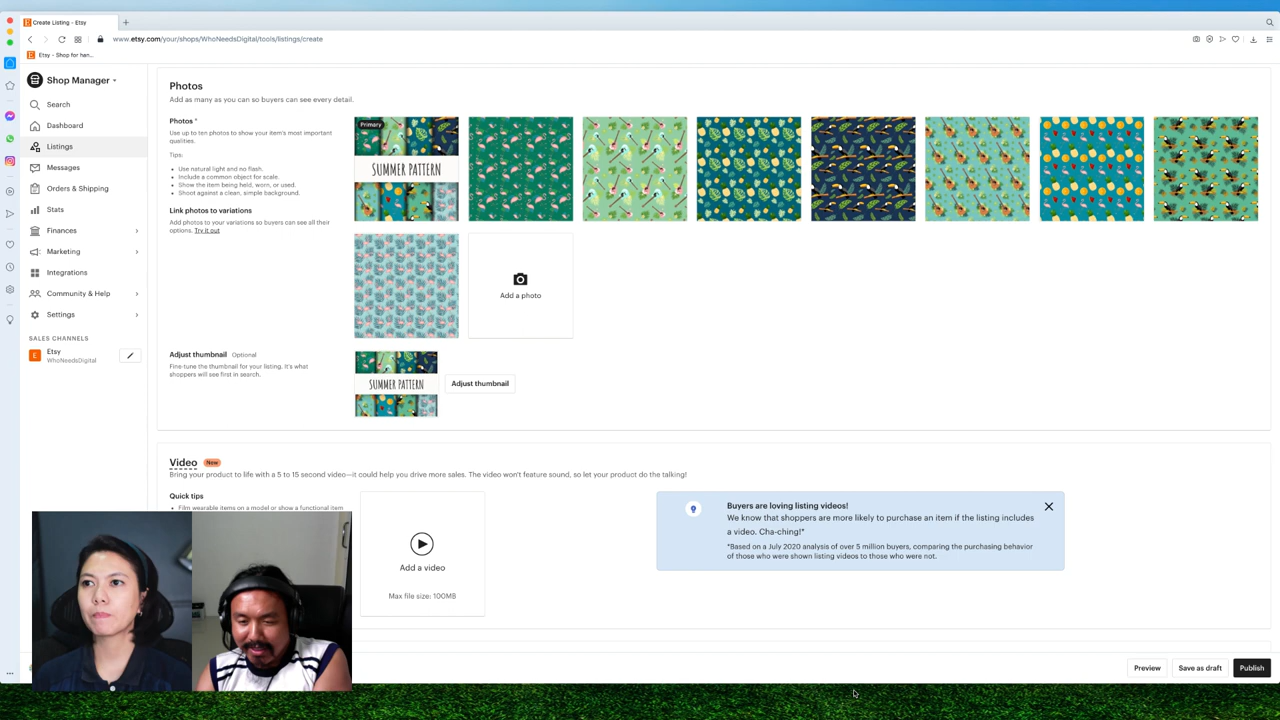 Create Listing - Etsy
www.etsy.com/your/shops/WhoNeedsDigital/tools/listings/create
Etsy - Shop for han...
Shop Manager
Search
Dashboard
Listings
Messages
Orders & Shipping
Stats
Finances
Marketing
Integrations
Community & Help
Settings
SALES CHANNELS
E
Etsy
WhoNeedsDigital
Photos
Add as many as you can so buyers can see every detail.
Photos *
Use up to ten photos to show your item's most important
qualities.
Tips:
• Use natural light and no flash.
• Include a common object for scale.
• Show the item being held, worn, or used.
• Shoot against a clean, simple background.
Link photos to variations
Add photos to your variations so buyers can see all their
options. Try it out
Primary
SUMMER PATTERN
Add a photo
Adjust thumbnail Optional
Fine-tune the thumbnail for your listing. It's what
shoppers will see first in search.
SUMMER PATTERN
Adjust thumbnail
Video New
Bring your product to life with a 5 to 15 second video—it could help you drive more sales. The video won't feature sound, so let your product do the talking!
Quick tips
• Film wearable items on a model or show a functional item
Add a video
Max file size: 100MB
Buyers are loving listing videos!
We know that shoppers are more likely to purchase an item if the listing includes
a video. Cha-ching!*
*Based on a July 2020 analysis of over 5 million buyers, comparing the purchasing behavior
of those who were shown listing videos to those who were not.
Preview
Save as draft
Publish